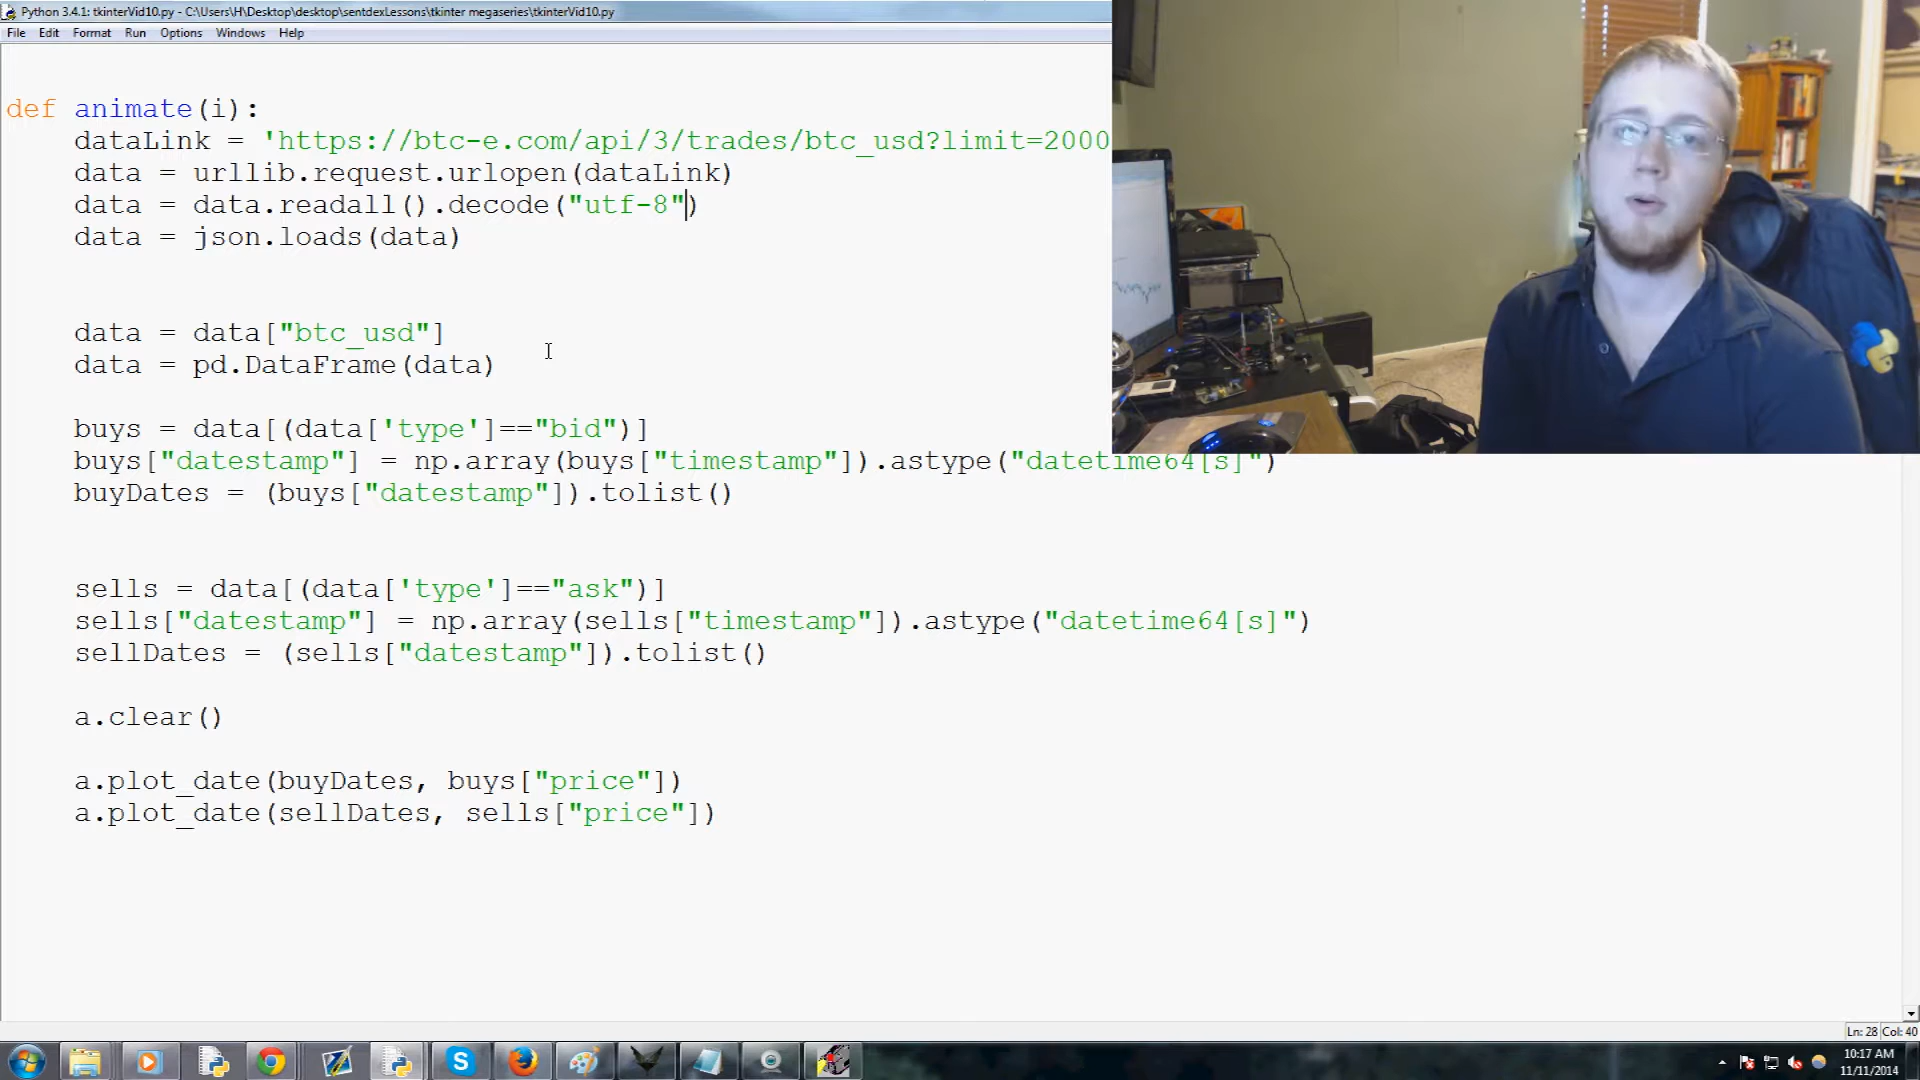 Python 3.4.1: tkinterVid10.py - C:\Users\H\Desktop\desktop\sentdexLessons\tkinter megaseries\tkinterVid10.py
File Edit Format Run Options Windows Help
def animate(i):
dataLink = 'https://btc-e.com/api/3/trades/btc_usd?limit=2000
data = urllib.request.urlopen(dataLink)
data = data.readall().decode("utf-8")
data = json.loads(data)
data = data["btc_usd"]
data = pd.DataFrame(data)
buys = data[(data['type']=="bid")]
buys["datestamp"] = np.array(buys["timestamp"]).astype("datetime64[s]")
buyDates = (buys["datestamp"]).tolist()
sells = data[(data['type']=="ask")]
sells["datestamp"] = np.array(sells["timestamp"]).astype("datetime64[s]")
sellDates = (sells["datestamp"]).tolist()
a.clear()
a.plot_date(buyDates, buys["price"])
a.plot_date(sellDates, sells["price"])
Ln: 28 Col: 40
10:17 AM
11/11/2014